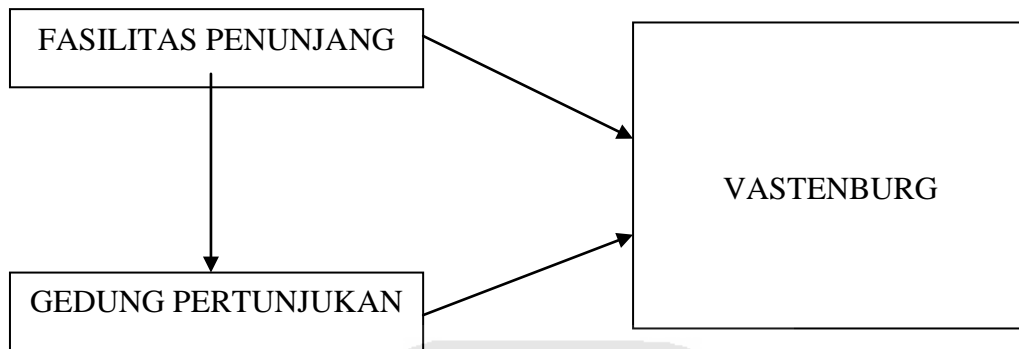 FASILITAS PENUNJANG
VASTENBURG
GEDUNG PERTUNJUKAN